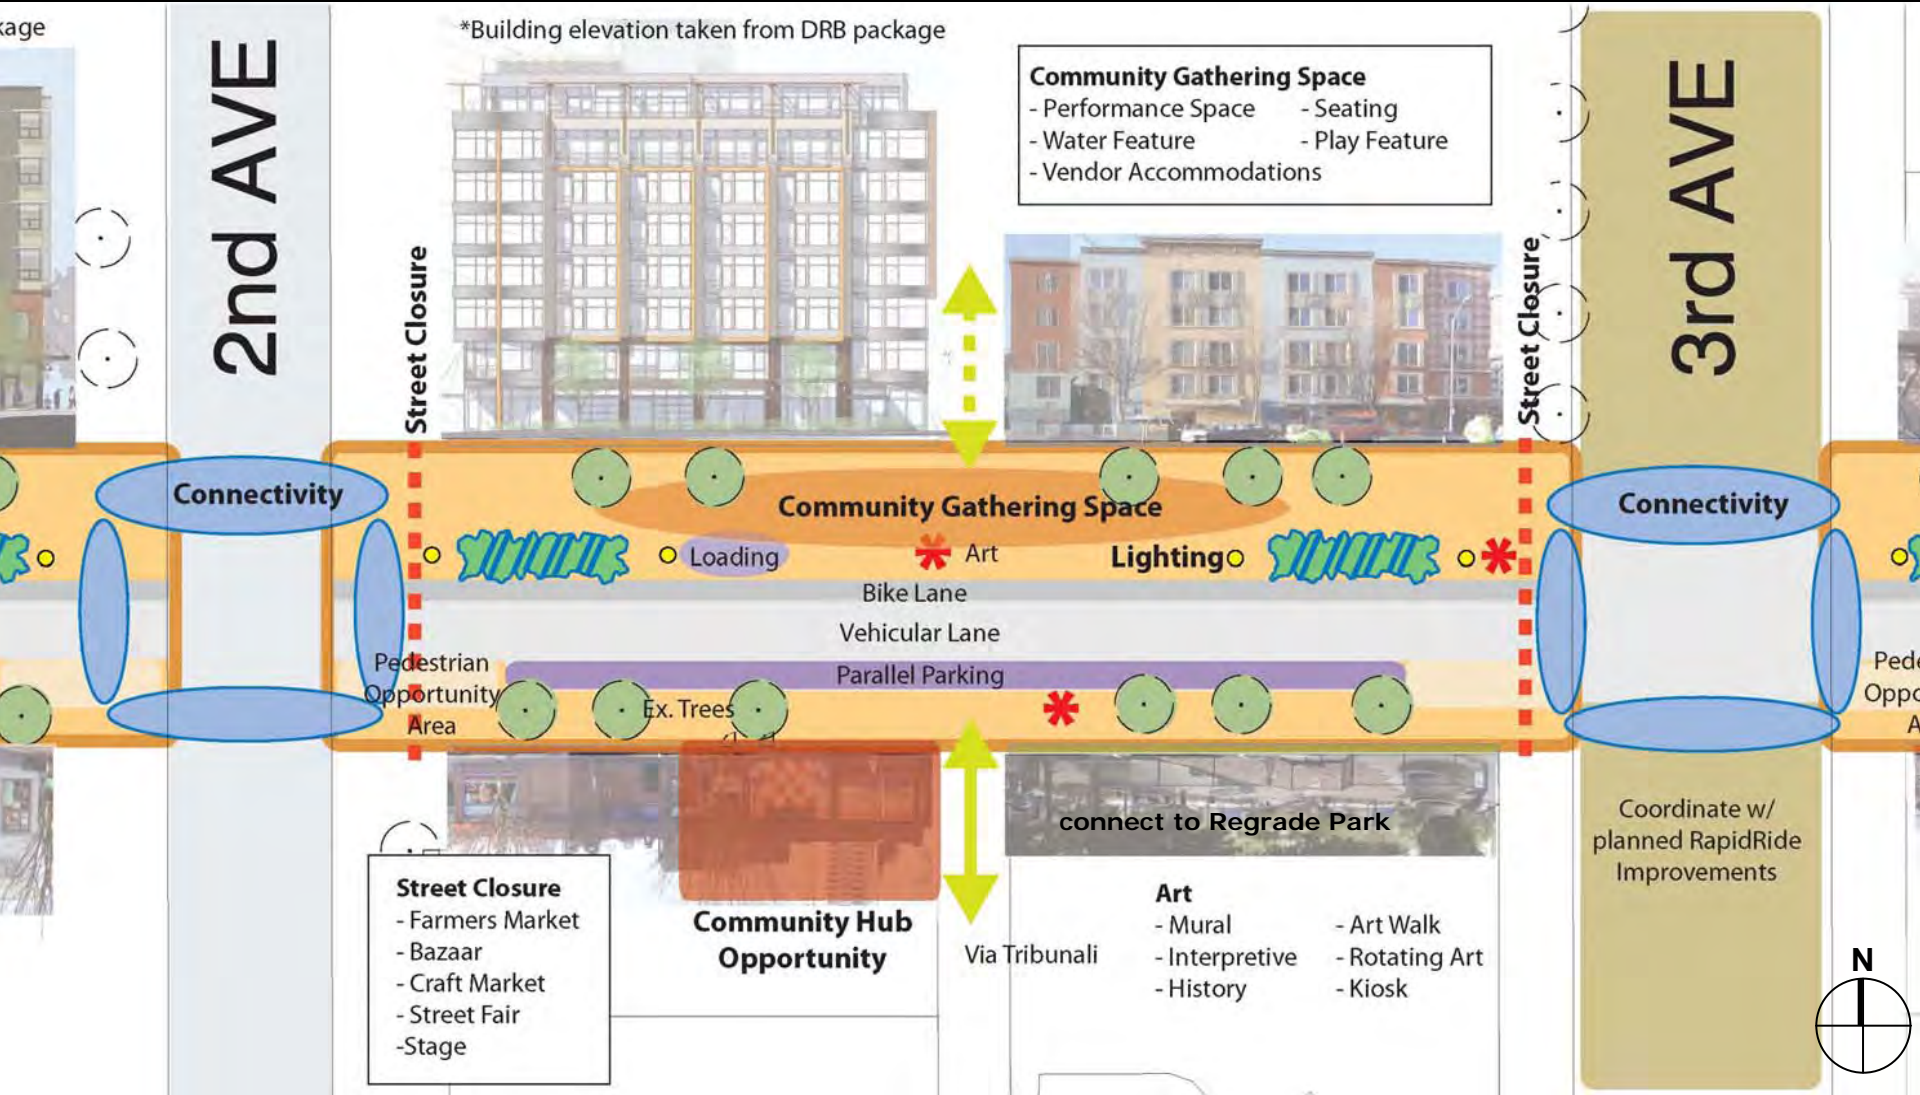 *Building elevation taken from DRB package
2nd AVE
3rd AVE
Community Gathering Space
- Performance Space
- Seating
- Water Feature
- Play Feature
- Vendor Accommodations
Street Closure
Street Closure
Connectivity
Community Gathering Space
Connectivity
Loading
Art
Lighting
Bike Lane
Vehicular Lane
Parallel Parking
Pedestrian
Opportunity
Area
Ex. Trees
connect to Regrade Park
Coordinate w/
planned RapidRide
Improvements
Street Closure
- Farmers Market
- Bazaar
- Craft Market
- Street Fair
-Stage
Community Hub
Opportunity
Via Tribunali
Art
- Mural
- Art Walk
- Interpretive
- Rotating Art
- History
- Kiosk
N